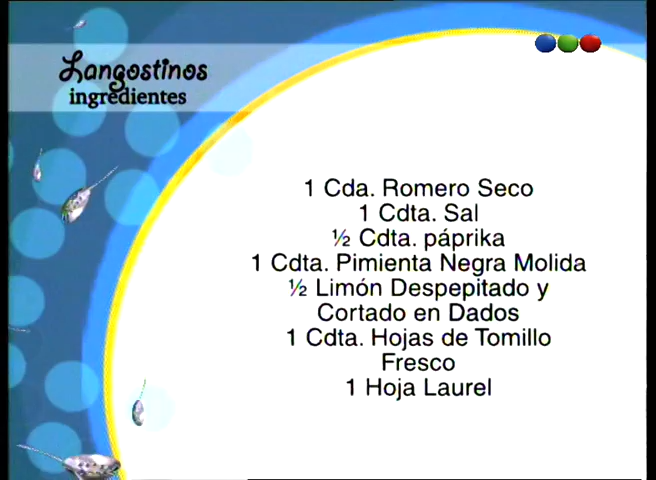 Langostinos
ingredientes
1 Cda. Romero Seco
1 Cdta. Sal
½ Cdta. páprika
1 Cdta. Pimienta Negra Molida
½ Limón Despepitado y
Cortado en Dados
1 Cdta. Hojas de Tomillo
Fresco
1 Hoja Laurel